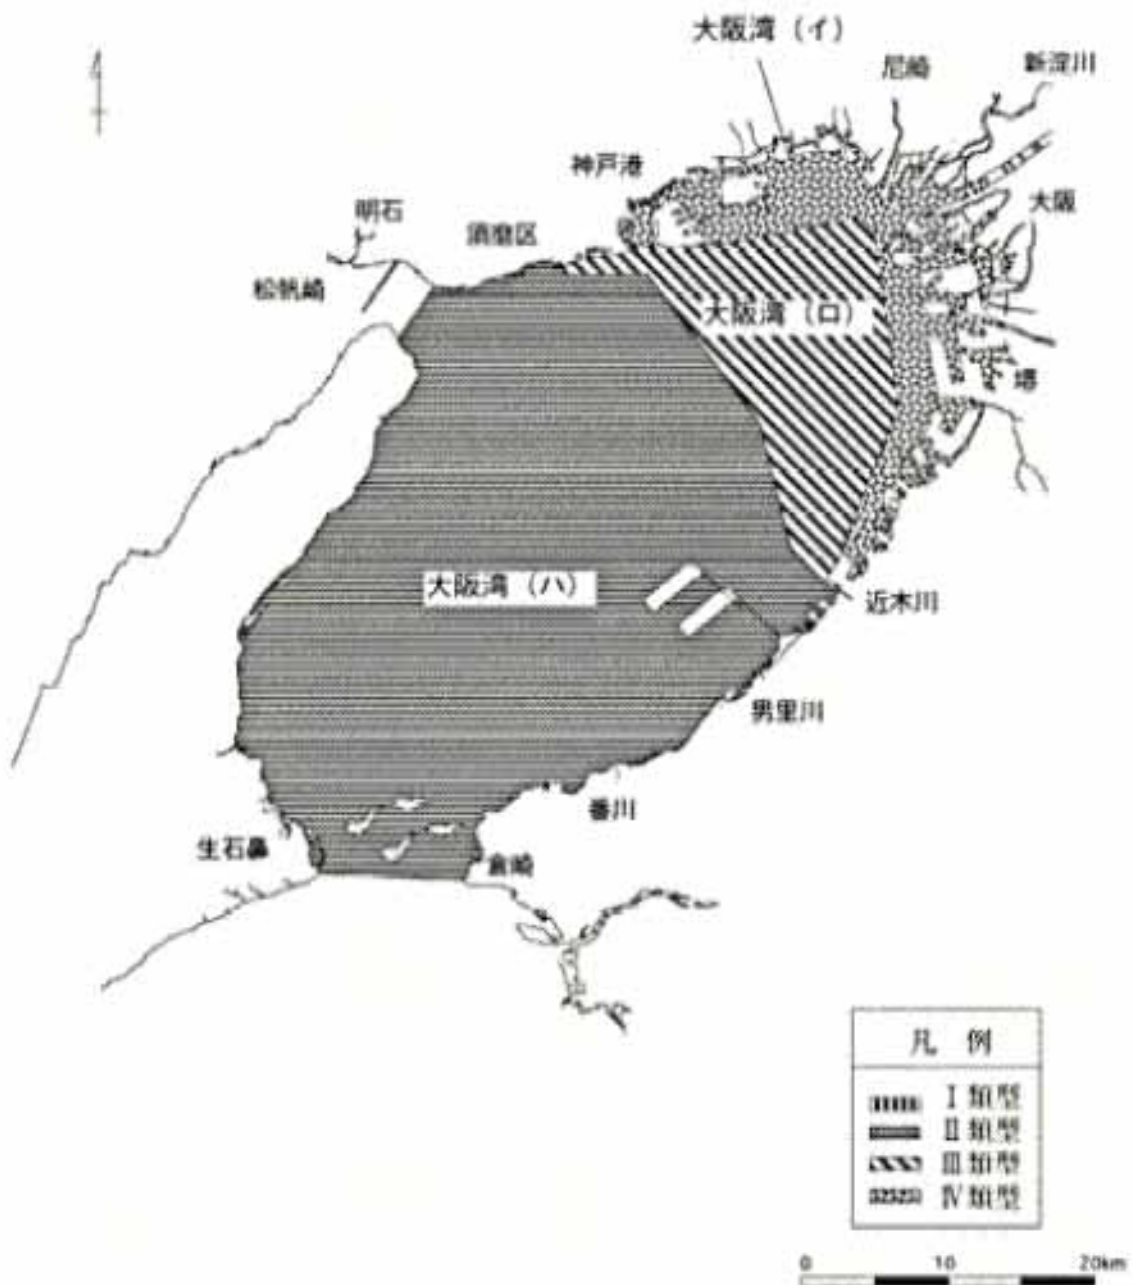 大阪湾（イ）
尼崎
新淀川
神戸港
明石
須磨区
大阪
松帆崎
大阪湾（ロ）
堺
大阪湾（ハ）
近木川
男里川
番川
生石鼻
倉崎
凡 例
Ⅰ類型
Ⅱ類型
Ⅲ類型
Ⅳ類型
0 10 20km